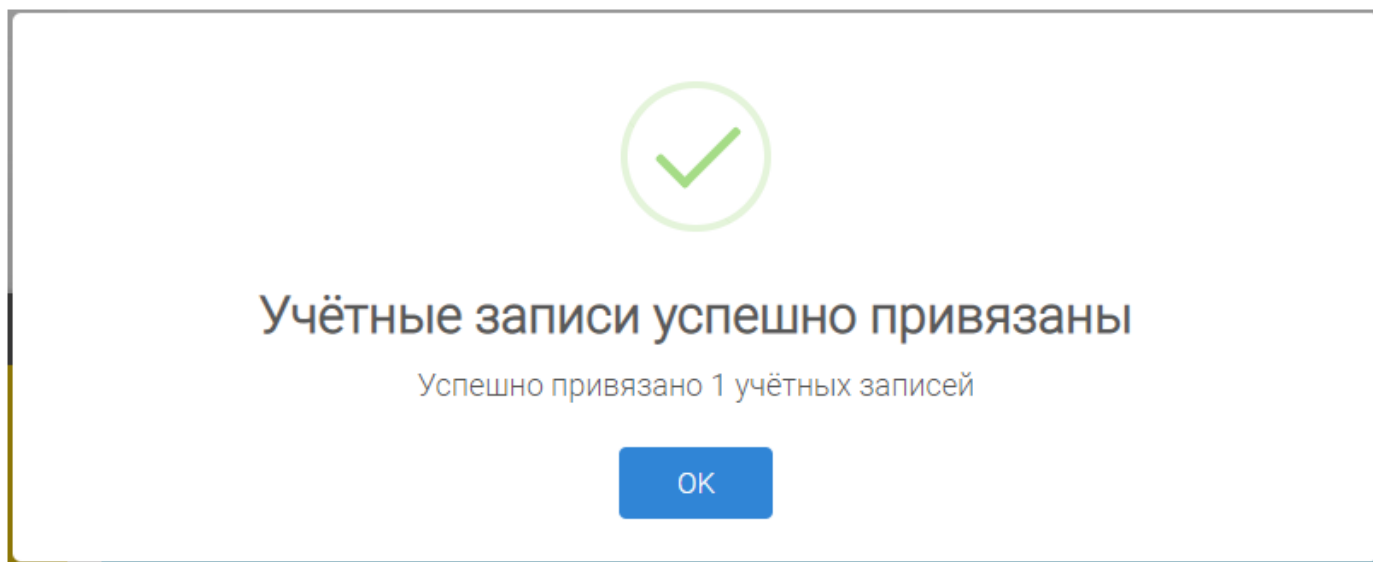 Учётные записи успешно привязаны
Успешно привязано 1 учётных записей
OK